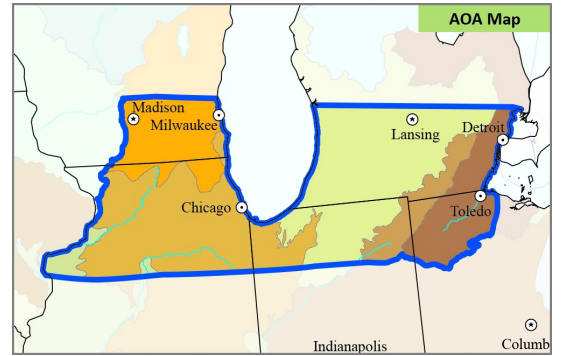 AOA Map
Madison
Milwaukee
Lansing
Detroit
Chicago
Toledo
Indianapolis
Columb